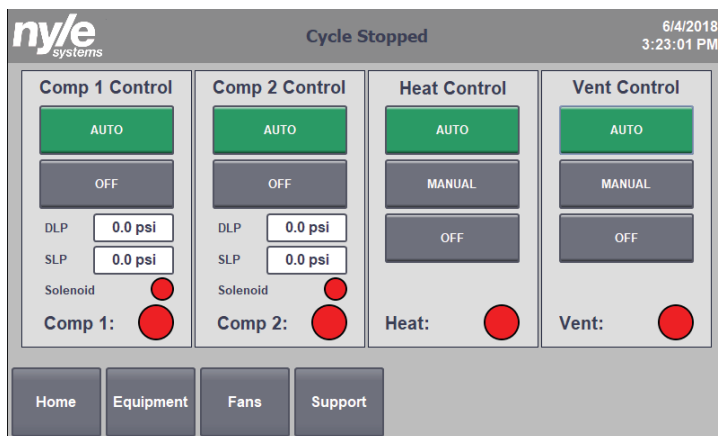 nyle
systems
Cycle Stopped
6/4/2018
3:23:01 PM
Comp 1 Control
AUTO
OFF
DLP 0.0 psi
SLP 0.0 psi
Solenoid
Comp 1:
Comp 2 Control
AUTO
OFF
DLP 0.0 psi
SLP 0.0 psi
Solenoid
Comp 2:
Heat Control
AUTO
MANUAL
OFF
Heat:
Vent Control
AUTO
MANUAL
OFF
Vent:
Home Equipment Fans Support